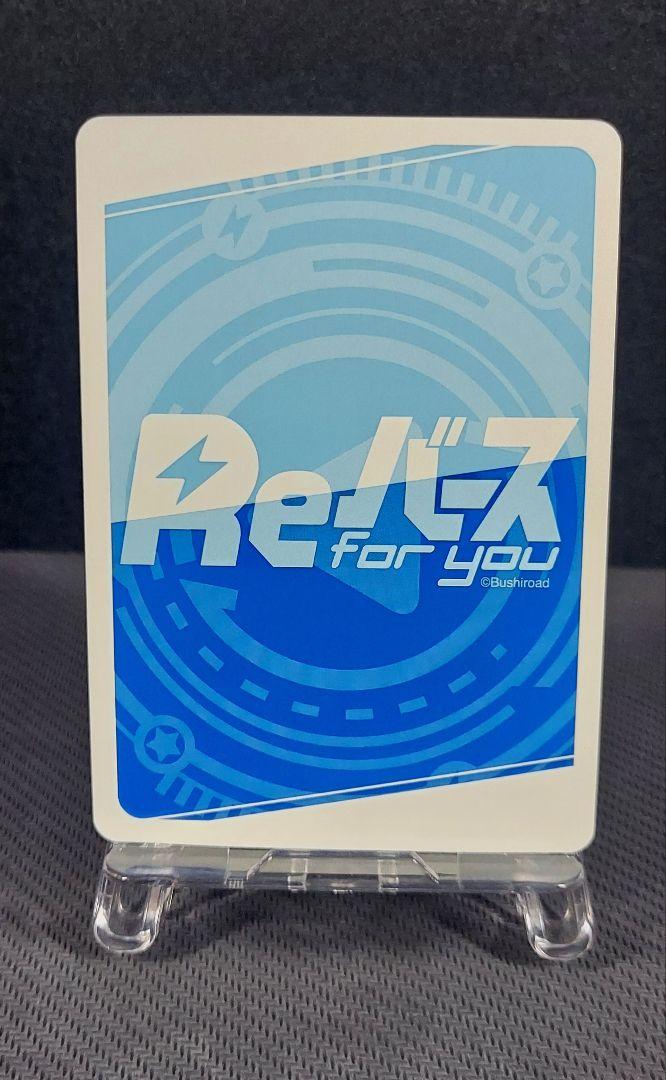 Reバース
for you
©Bushiroad